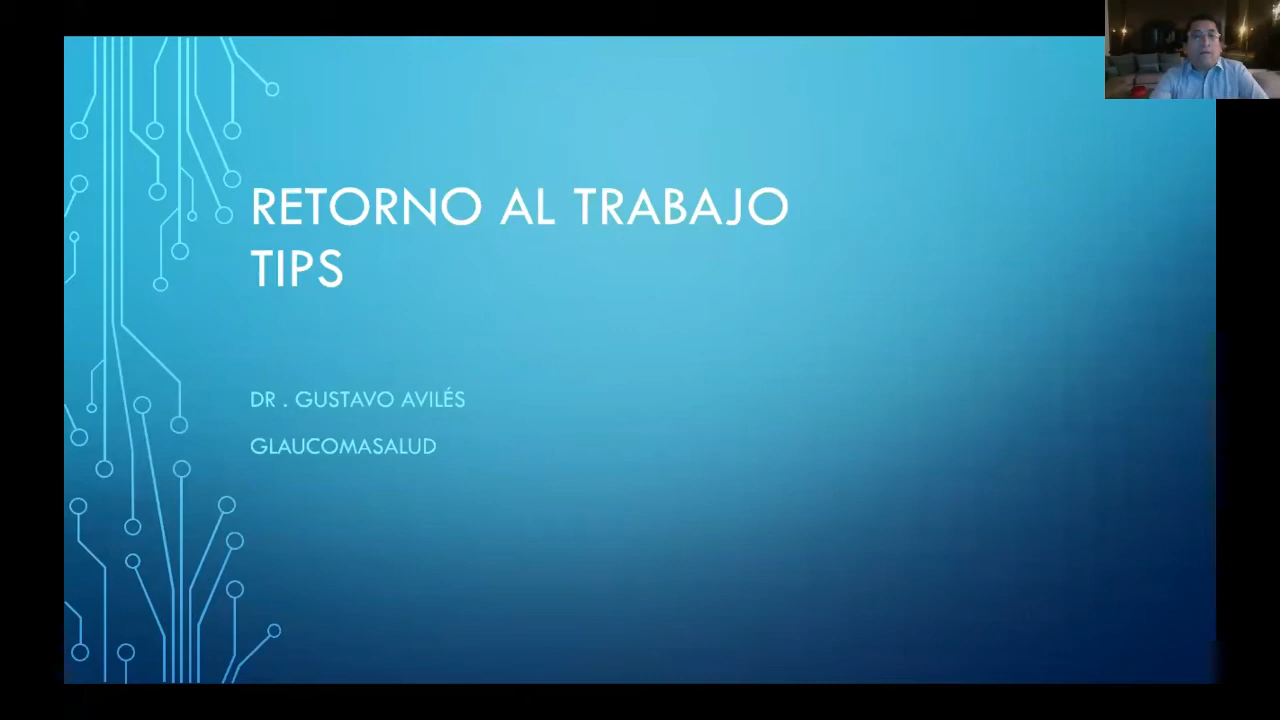 RETORNO AL TRABAJO
TIPS
DR . GUSTAVO AVILÉS
GLAUCOMASALUD